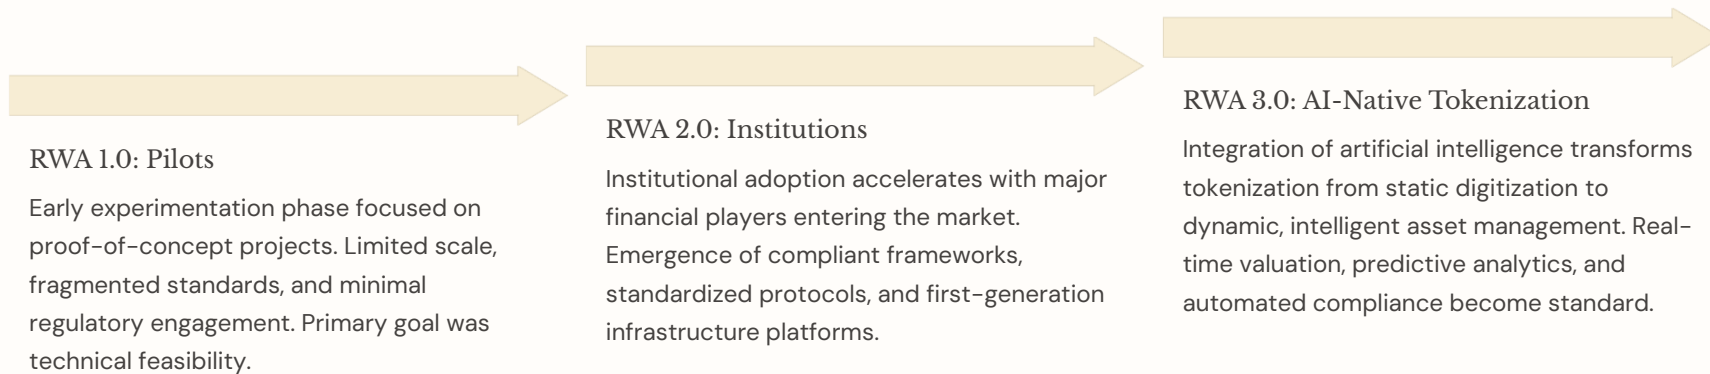 RWA 1.0: Pilots
Early experimentation phase focused on
proof-of-concept projects. Limited scale,
fragmented standards, and minimal
regulatory engagement. Primary goal was
technical feasibility.
RWA 2.0: Institutions
Institutional adoption accelerates with major
financial players entering the market.
Emergence of compliant frameworks,
standardized protocols, and first-generation
infrastructure platforms.
RWA 3.0: AI-Native Tokenization
Integration of artificial intelligence transforms
tokenization from static digitization to
dynamic, intelligent asset management. Real-
time valuation, predictive analytics, and
automated compliance become standard.